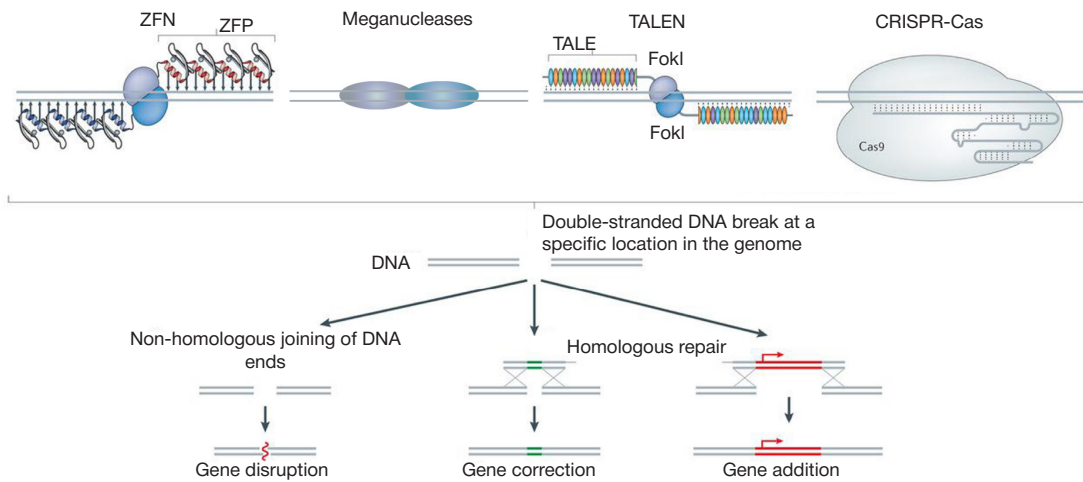 ZFN
ZFP
Meganucleases
TALEN
TALE
FokI
FokI
CRISPR-Cas
Cas9
Double-stranded DNA break at a
specific location in the genome
DNA
Non-homologous joining of DNA
ends
Homologous repair
Gene disruption
Gene correction
Gene addition